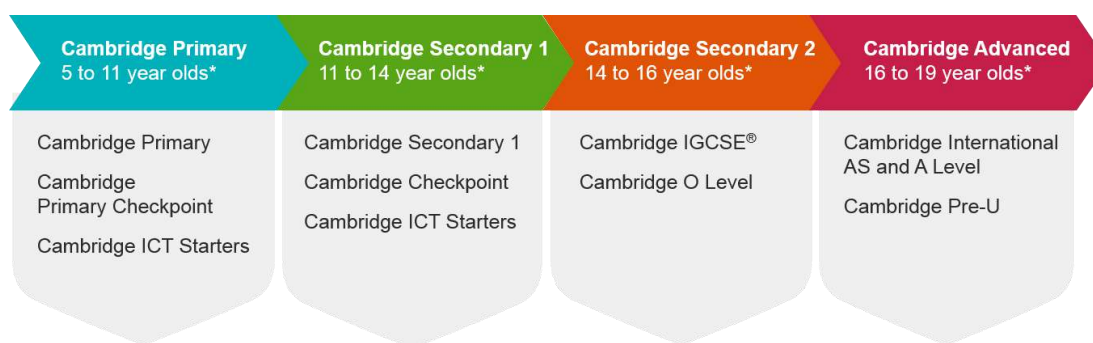 Cambridge Primary
5 to 11 year olds*
Cambridge Secondary 1
11 to 14 year olds*
Cambridge Secondary 2
14 to 16 year olds*
Cambridge Advanced
16 to 19 year olds*
Cambridge Primary
Cambridge
Primary Checkpoint
Cambridge ICT Starters
Cambridge Secondary 1
Cambridge Checkpoint
Cambridge ICT Starters
Cambridge IGCSE®
Cambridge O Level
Cambridge International
AS and A Level
Cambridge Pre-U